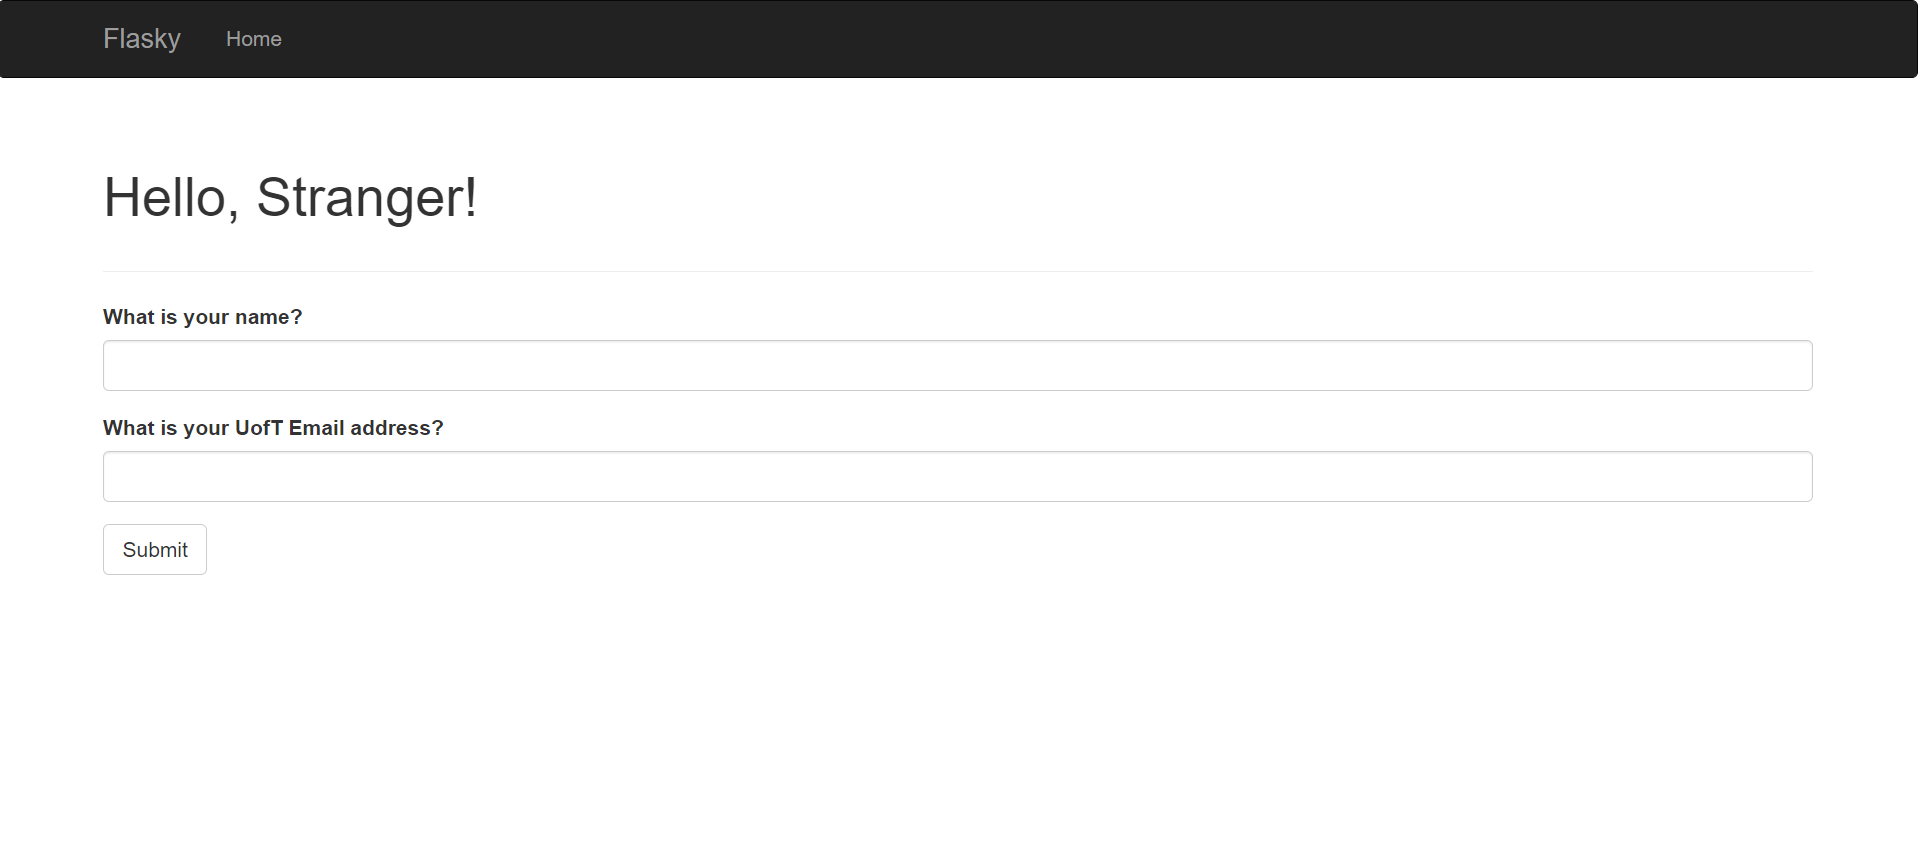 Flasky Home
Hello, Stranger!
What is your name?
What is your UofT Email address?
Submit